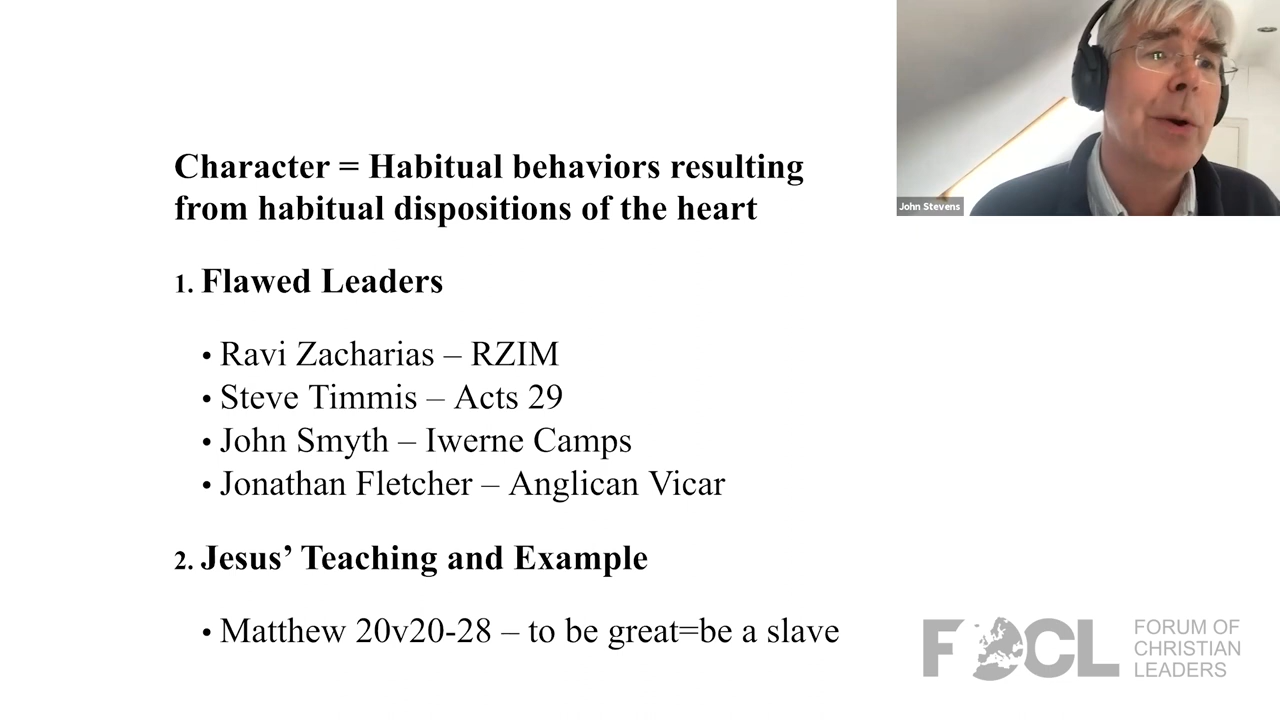 Character = Habitual behaviors resulting
from habitual dispositions of the heart
1. Flawed Leaders
• Ravi Zacharias – RZIM
• Steve Timmis – Acts 29
• John Smyth – Iwerne Camps
• Jonathan Fletcher – Anglican Vicar
2. Jesus’ Teaching and Example
• Matthew 20v20-28 – to be great=be a slave
John Stevens
FOCL
FORUM OF
CHRISTIAN
LEADERS